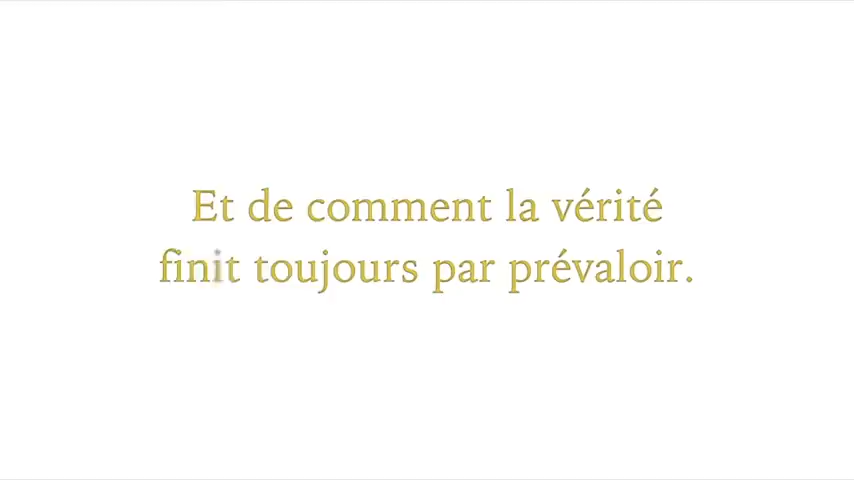 Et de comment la vérité
finit toujours par prévaloir.